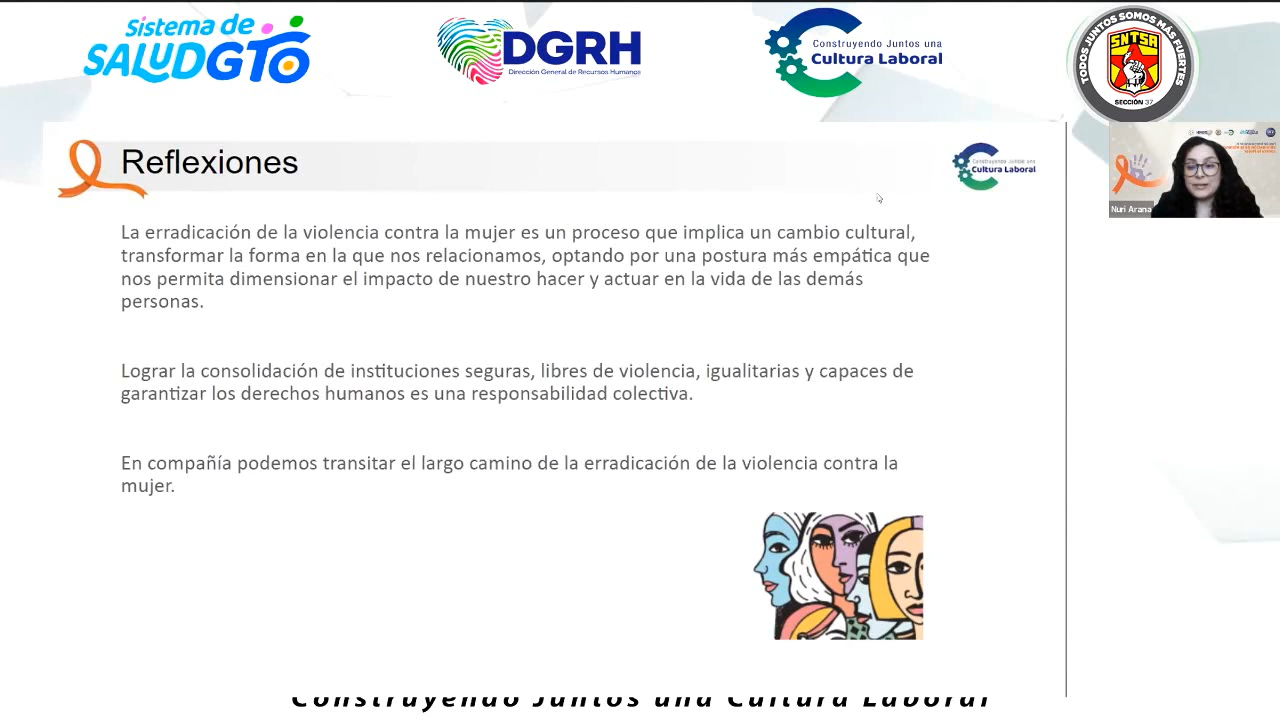 Sistema de
SALUDGTO
DGRH
Dirección General de Recursos Humanos
Construyendo Juntos una
Cultura Laboral
TODOS JUNTOS SOMOS MÁS FUERTES
SNTSA
SECCIÓN 37
Reflexiones
Construyendo Juntos una
Cultura Laboral
Nuri Arana
La erradicación de la violencia contra la mujer es un proceso que implica un cambio cultural,
transformar la forma en la que nos relacionamos, optando por una postura más empática que
nos permita dimensionar el impacto de nuestro hacer y actuar en la vida de las demás
personas.
Lograr la consolidación de instituciones seguras, libres de violencia, igualitarias y capaces de
garantizar los derechos humanos es una responsabilidad colectiva.
En compañía podemos transitar el largo camino de la erradicación de la violencia contra la
mujer.
Construyendo Juntos una Cultura Laboral